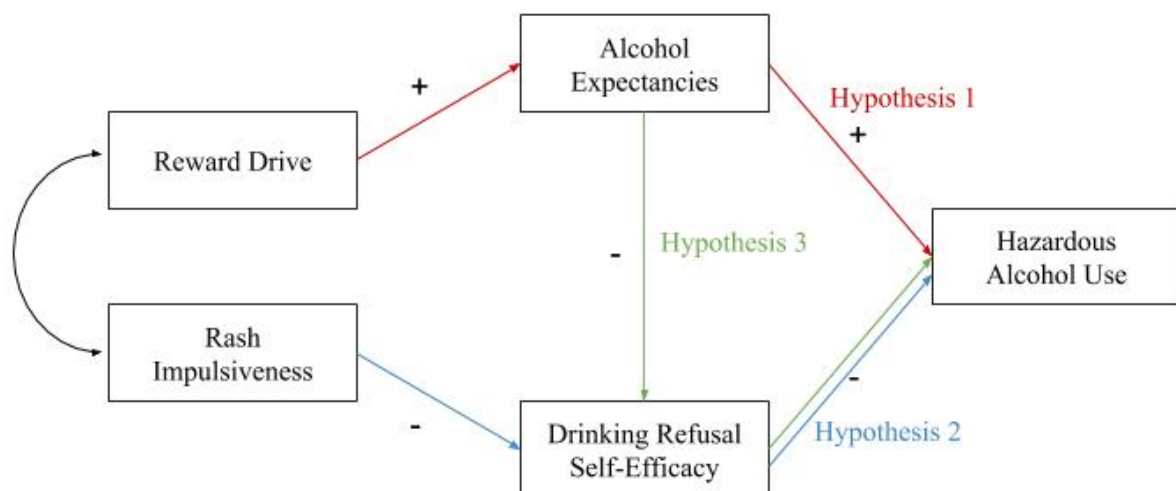 Alcohol
Expectancies
+
Hypothesis 1
+
Reward Drive
Hypothesis 3
-
Hazardous
Alcohol Use
Rash
Impulsiveness
-
-
Drinking Refusal
Self-Efficacy
Hypothesis 2